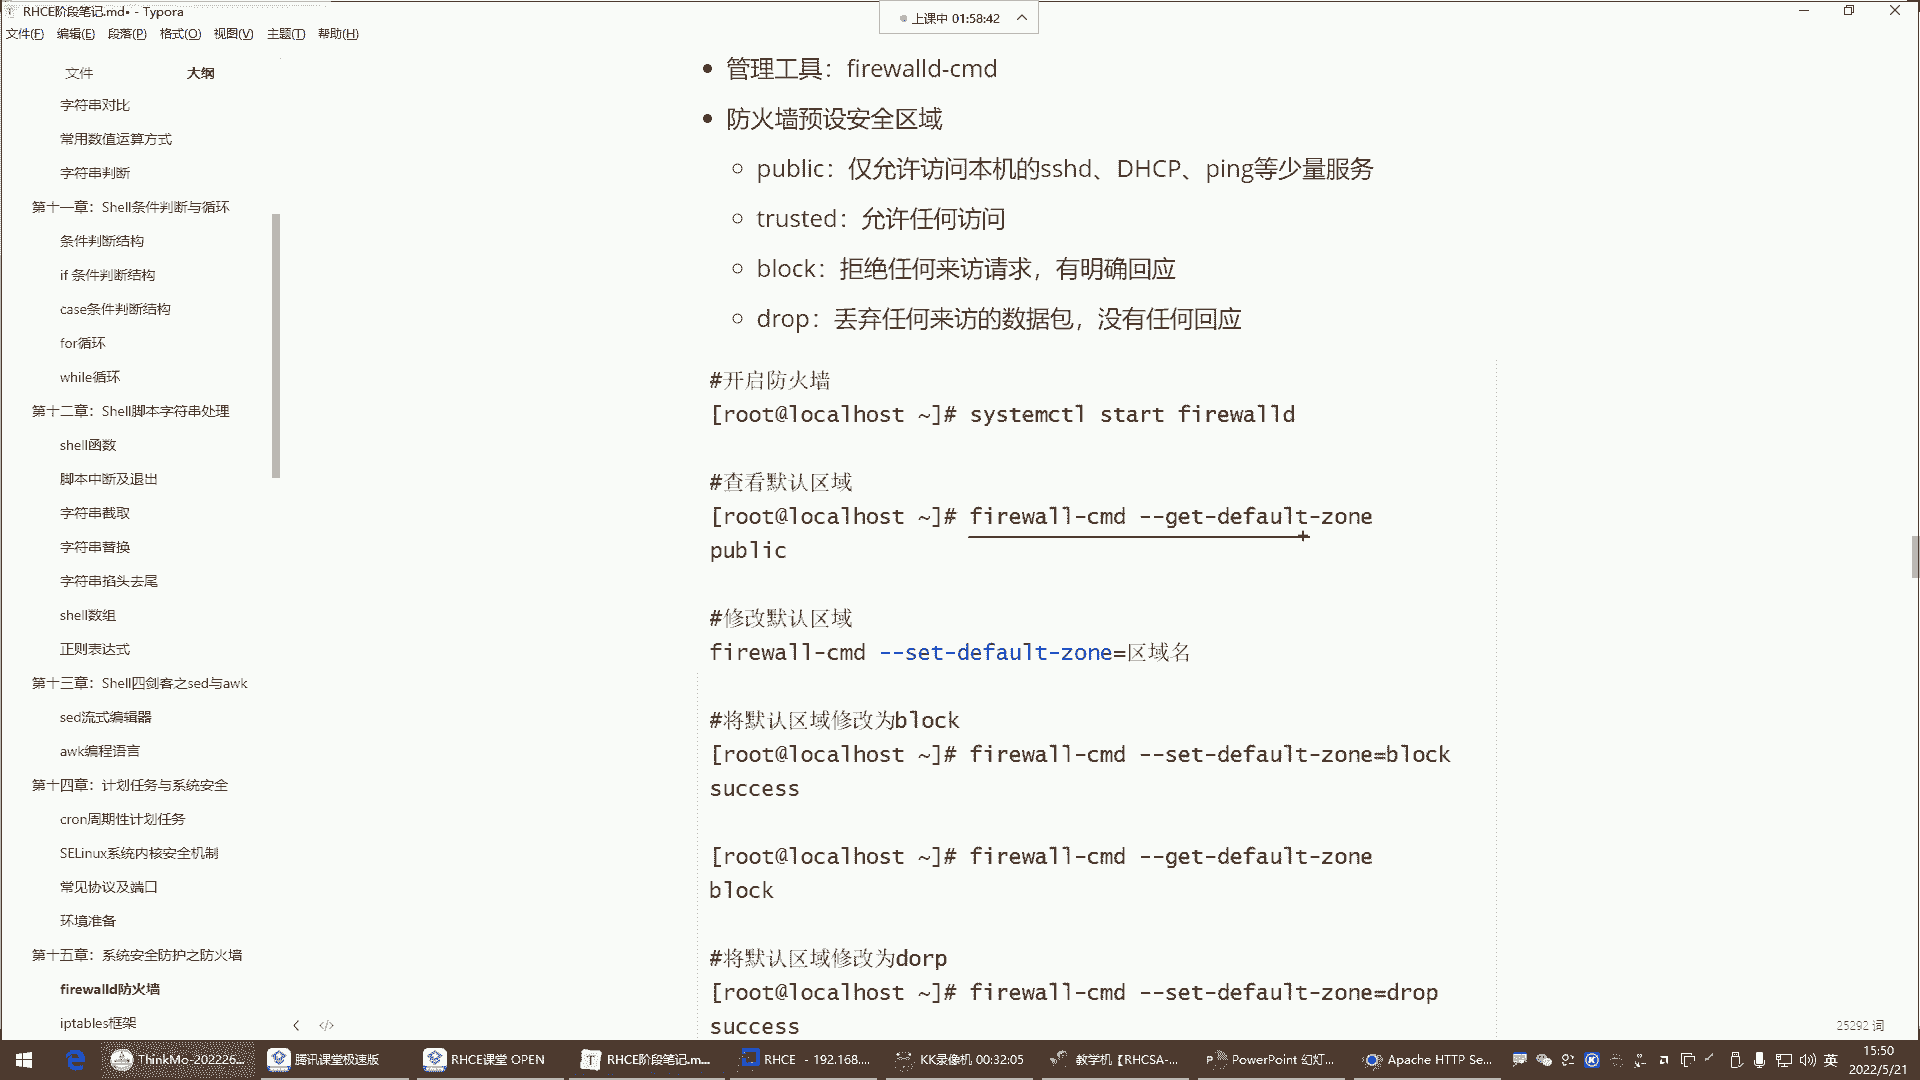 RHCE阶段笔记.md• - Typora
上课中 01:58:42
文件(F) 编辑(E) 段落(P) 格式(O) 视图(V) 主题(T) 帮助(H)
文件 大纲
字符串对比
常用数值运算方式
字符串判断
第十一章：Shell条件判断与循环
条件判断结构
if 条件判断结构
case条件判断结构
for循环
while循环
第十二章：Shell脚本字符串处理
shell函数
脚本中断及退出
字符串截取
字符串替换
字符串掐头去尾
shell数组
正则表达式
第十三章：Shell四剑客之sed与awk
sed流式编辑器
awk编程语言
第十四章：计划任务与系统安全
cron周期性计划任务
SELinux系统内核安全机制
常见协议及端口
环境准备
第十五章：系统安全防护之防火墙
firewalld防火墙
iptables框架
管理工具：firewalld-cmd
防火墙预设安全区域
public：仅允许访问本机的sshd、DHCP、ping等少量服务
trusted：允许任何访问
block：拒绝任何来访请求，有明确回应
drop：丢弃任何来访的数据包，没有任何回应
#开启防火墙
[root@localhost ~]# systemctl start firewalld
#查看默认区域
[root@localhost ~]# firewall-cmd --get-default-zone
public
#修改默认区域
firewall-cmd --set-default-zone=区域名
#将默认区域修改为block
[root@localhost ~]# firewall-cmd --set-default-zone=block
success
[root@localhost ~]# firewall-cmd --get-default-zone
block
#将默认区域修改为dorp
[root@localhost ~]# firewall-cmd --set-default-zone=drop
success
25292 词
ThinkMo-202226...
腾讯课堂极速版
RHCE课堂 OPEN
RHCE阶段笔记.m...
RHCE - 192.168....
KK录像机 00:32:05
教学机【RHCSA-...
PowerPoint 幻灯...
Apache HTTP Se...
英
15:50
2022/5/21